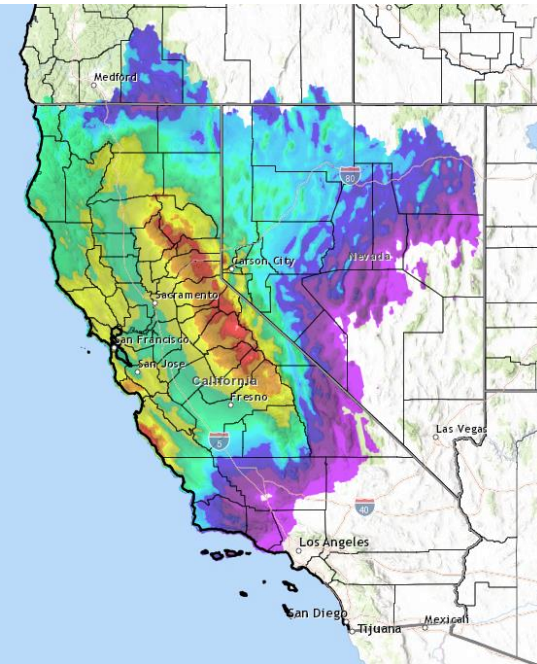 Medford
80
Carson City
Nevada
Sacramento
San Francisco
San Jose
California
Fresno
5
Las Vegas
40
Los Angeles
San Diego
Tijuana
Mexicali